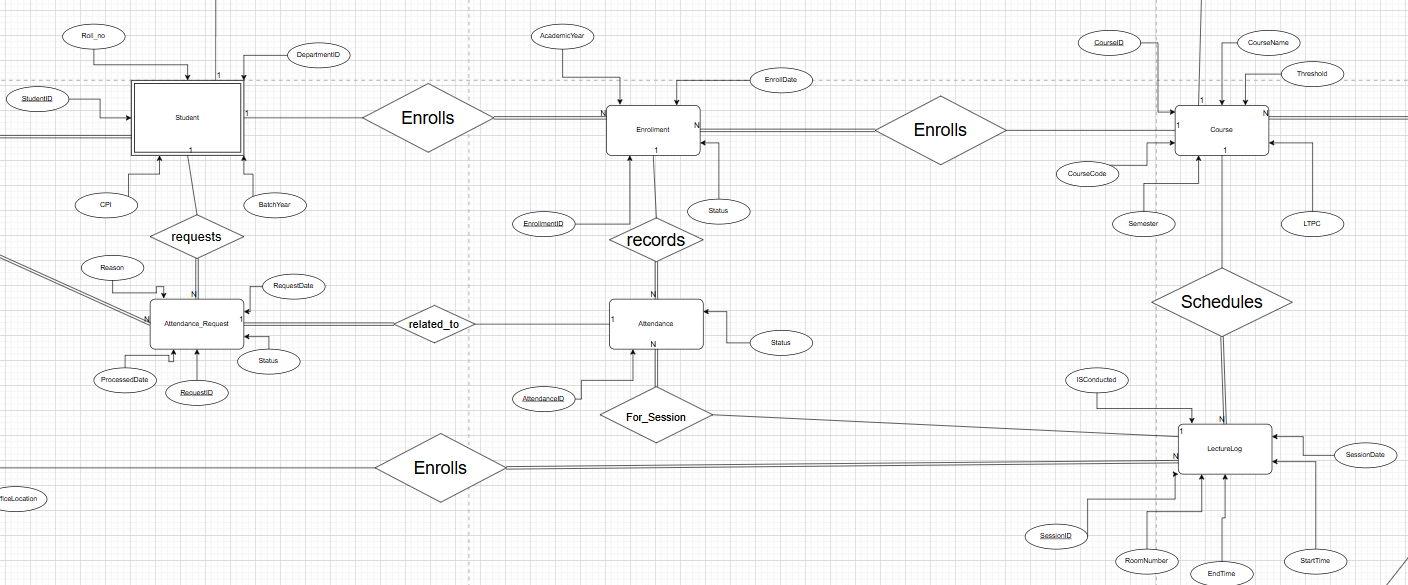 Roll_no
DepartmentID
StudentID
1
Student
1
1
CPI
BatchYear
Enrolls
AcademicYear
EnrollDate
N
Enrollment
N
1
EnrollmentID
Status
Enrolls
CourseID
CourseName
Threshold
1
N
1
Course
1
CourseCode
Semester
LTPC
requests
records
Schedules
Reason
RequestDate
N
N
Attendance_Request
1
ProcessedDate
RequestID
Status
related_to
N
1
Attendance
N
Status
AttendanceID
For_Session
ISConducted
N
1
LectureLog
N
SessionDate
Enrolls
ficeLocation
SessionID
RoomNumber
EndTime
StartTime